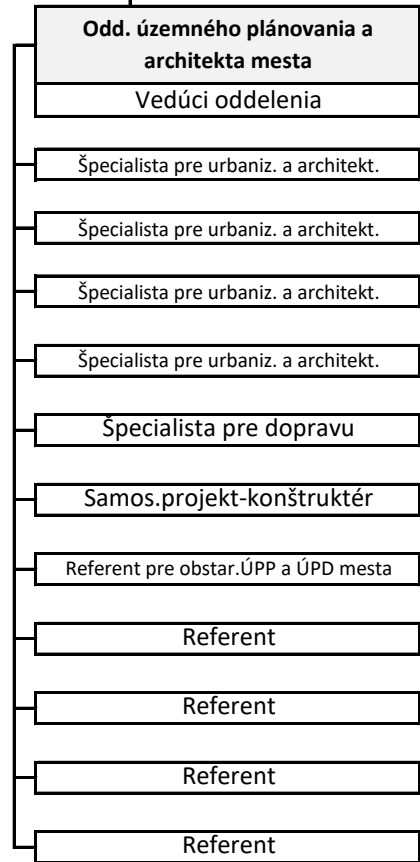 Odd. územného plánovania a
architekta mesta
Vedúci oddelenia
Špecialista pre urbaniz. a architekt.
Špecialista pre urbaniz. a architekt.
Špecialista pre urbaniz. a architekt.
Špecialista pre urbaniz. a architekt.
Špecialista pre dopravu
Samos.projekt-konštruktér
Referent pre obstar.ÚPP a ÚPD mesta
Referent
Referent
Referent
Referent